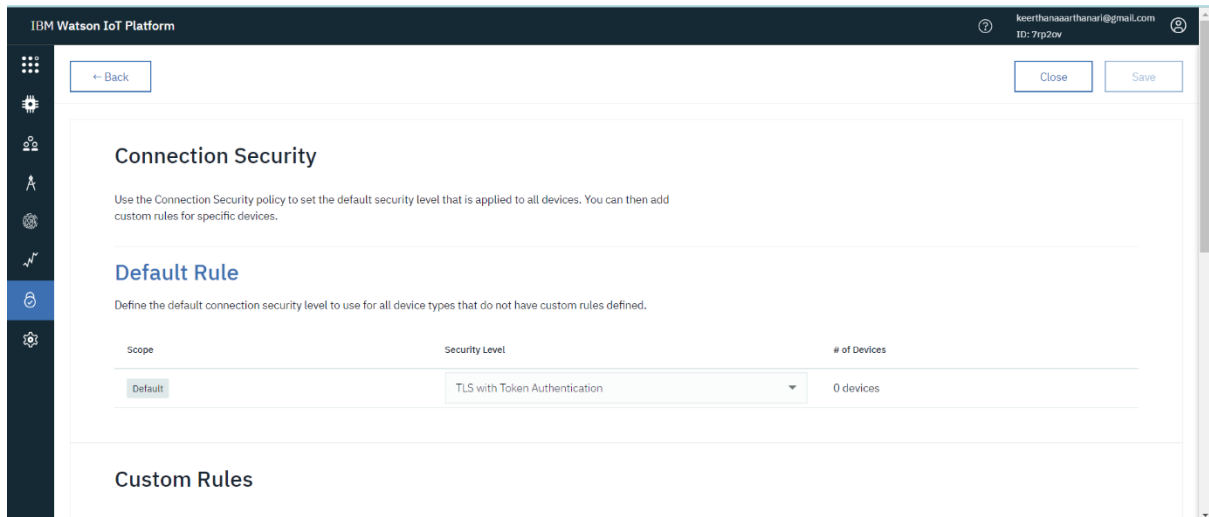 IBM Watson IoT Platform
keerthanaaarthanari@gmail.com
ID: 7rp2ov
← Back
Close
Save
Connection Security
Use the Connection Security policy to set the default security level that is applied to all devices. You can then add
custom rules for specific devices.
Default Rule
Define the default connection security level to use for all device types that do not have custom rules defined.
Scope Security Level # of Devices
Default TLS with Token Authentication 0 devices
Custom Rules